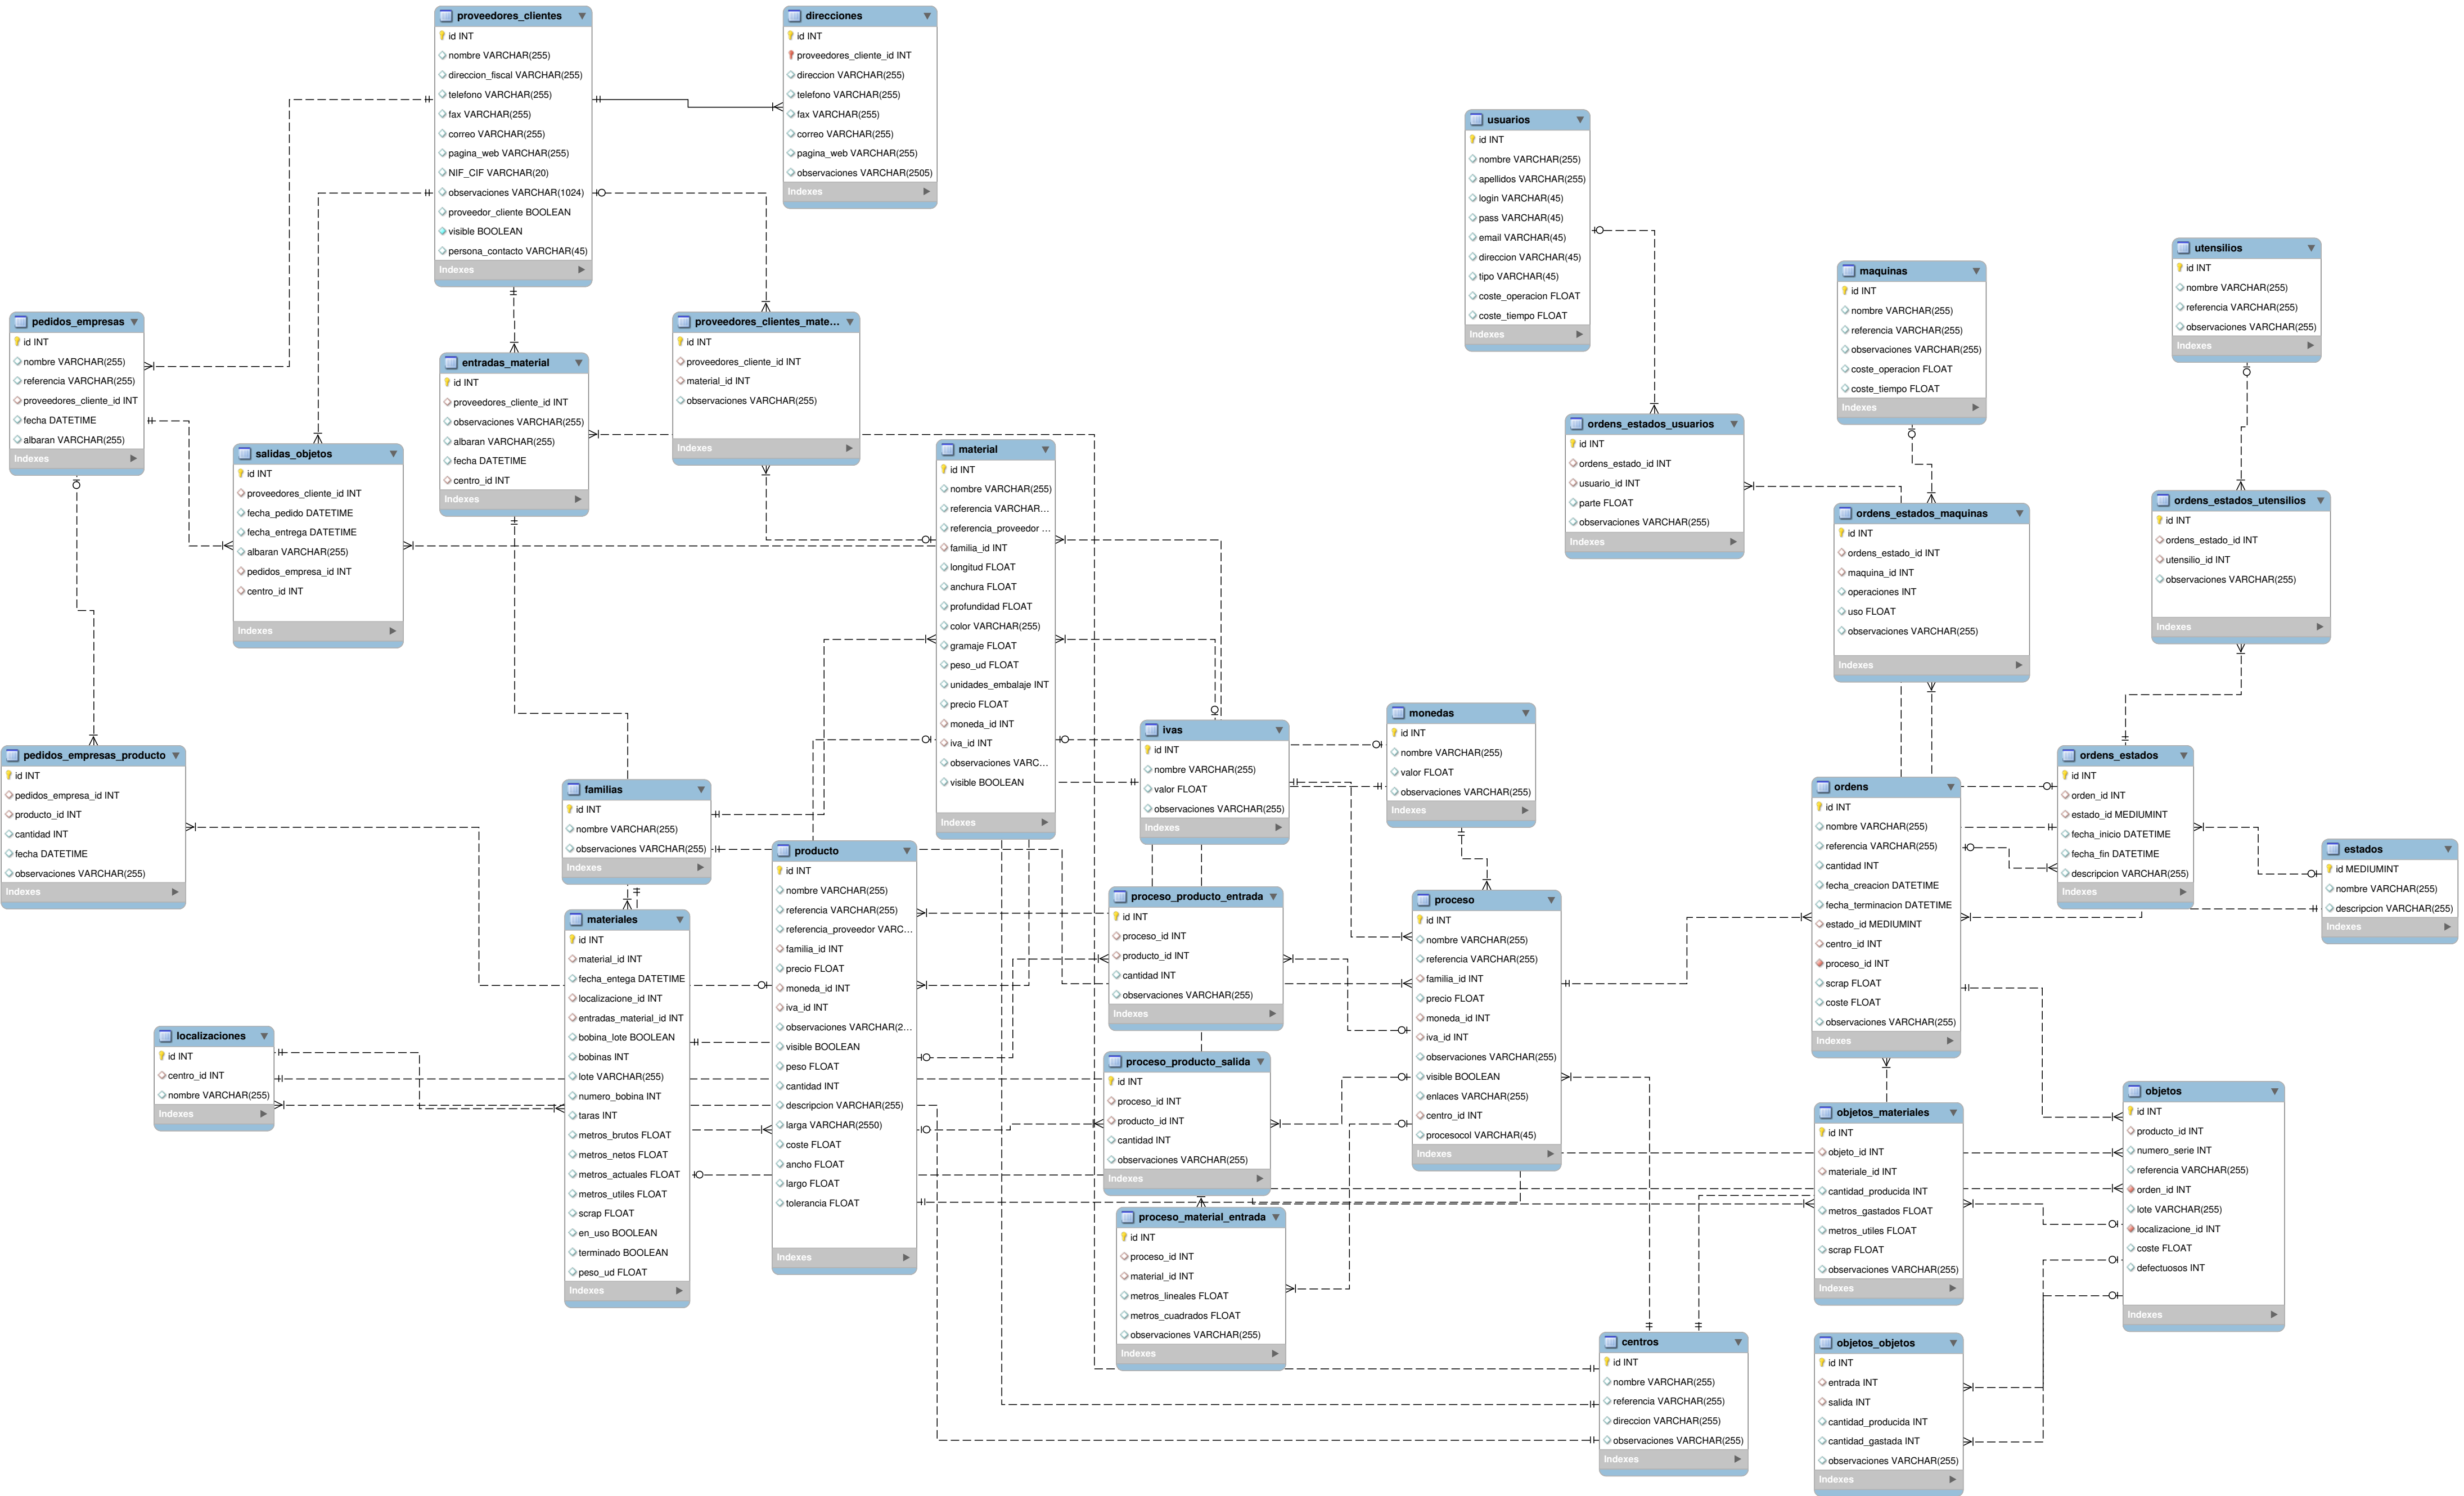 proveedores_clientes
id INT
nombre VARCHAR(255)
direccion_fiscal VARCHAR(255)
telefono VARCHAR(255)
fax VARCHAR(255)
correo VARCHAR(255)
pagina_web VARCHAR(255)
NIF_CIF VARCHAR(20)
observaciones VARCHAR(1024)
proveedor_cliente BOOLEAN
visible BOOLEAN
persona_contacto VARCHAR(45)
Indexes
direcciones
id INT
proveedores_cliente_id INT
direccion VARCHAR(255)
telefono VARCHAR(255)
fax VARCHAR(255)
correo VARCHAR(255)
pagina_web VARCHAR(255)
observaciones VARCHAR(2505)
Indexes
usuarios
id INT
nombre VARCHAR(255)
apellidos VARCHAR(255)
login VARCHAR(45)
pass VARCHAR(45)
email VARCHAR(45)
direccion VARCHAR(45)
tipo VARCHAR(45)
coste_operacion FLOAT
coste_tiempo FLOAT
Indexes
maquinas
id INT
nombre VARCHAR(255)
referencia VARCHAR(255)
observaciones VARCHAR(255)
coste_operacion FLOAT
coste_tiempo FLOAT
Indexes
utensilios
id INT
nombre VARCHAR(255)
referencia VARCHAR(255)
observaciones VARCHAR(255)
Indexes
pedidos_empresas
id INT
nombre VARCHAR(255)
referencia VARCHAR(255)
proveedores_cliente_id INT
fecha DATETIME
albaran VARCHAR(255)
Indexes
salidas_objetos
id INT
proveedores_cliente_id INT
fecha_pedido DATETIME
fecha_entrega DATETIME
albaran VARCHAR(255)
pedidos_empresa_id INT
centro_id INT
Indexes
entradas_material
id INT
proveedores_cliente_id INT
observaciones VARCHAR(255)
albaran VARCHAR(255)
fecha DATETIME
centro_id INT
Indexes
proveedores_clientes_mate...
id INT
proveedores_cliente_id INT
material_id INT
observaciones VARCHAR(255)
Indexes
material
id INT
nombre VARCHAR(255)
referencia VARCHAR...
referencia_proveedor ...
familia_id INT
longitud FLOAT
anchura FLOAT
profundidad FLOAT
color VARCHAR(255)
gramaje FLOAT
peso_ud FLOAT
unidades_embalaje INT
precio FLOAT
moneda_id INT
iva_id INT
observaciones VARC...
visible BOOLEAN
Indexes
ordens_estados_usuarios
id INT
ordens_estado_id INT
usuario_id INT
parte FLOAT
observaciones VARCHAR(255)
Indexes
ordens_estados_maquinas
id INT
ordens_estado_id INT
maquina_id INT
operaciones INT
uso FLOAT
observaciones VARCHAR(255)
Indexes
ordens_estados_utensilios
id INT
ordens_estado_id INT
utensilio_id INT
observaciones VARCHAR(255)
Indexes
pedidos_empresas_producto
id INT
pedidos_empresa_id INT
producto_id INT
cantidad INT
fecha DATETIME
observaciones VARCHAR(255)
Indexes
familias
id INT
nombre VARCHAR(255)
observaciones VARCHAR(255)
Indexes
ivas
id INT
nombre VARCHAR(255)
valor FLOAT
observaciones VARCHAR(255)
Indexes
monedas
id INT
nombre VARCHAR(255)
valor FLOAT
observaciones VARCHAR(255)
Indexes
ordens
id INT
nombre VARCHAR(255)
referencia VARCHAR(255)
cantidad INT
fecha_creacion DATETIME
fecha_terminacion DATETIME
estado_id MEDIUMINT
centro_id INT
proceso_id INT
scrap FLOAT
coste FLOAT
observaciones VARCHAR(255)
Indexes
ordens_estados
id INT
orden_id INT
estado_id MEDIUMINT
fecha_inicio DATETIME
fecha_fin DATETIME
descripcion VARCHAR(255)
Indexes
estados
id MEDIUMINT
nombre VARCHAR(255)
descripcion VARCHAR(255)
Indexes
materiales
id INT
material_id INT
fecha_entega DATETIME
localizacione_id INT
entradas_material_id INT
bobina_lote BOOLEAN
bobinas INT
lote VARCHAR(255)
numero_bobina INT
taras INT
metros_brutos FLOAT
metros_netos FLOAT
metros_actuales FLOAT
metros_utiles FLOAT
scrap FLOAT
en_uso BOOLEAN
terminado BOOLEAN
peso_ud FLOAT
Indexes
producto
id INT
nombre VARCHAR(255)
referencia VARCHAR(255)
referencia_proveedor VARC...
familia_id INT
precio FLOAT
moneda_id INT
iva_id INT
observaciones VARCHAR(2...
visible BOOLEAN
peso FLOAT
cantidad INT
descripcion VARCHAR(255)
larga VARCHAR(2550)
coste FLOAT
ancho FLOAT
largo FLOAT
tolerancia FLOAT
Indexes
proceso_producto_entrada
id INT
proceso_id INT
producto_id INT
cantidad INT
observaciones VARCHAR(255)
Indexes
proceso
id INT
nombre VARCHAR(255)
referencia VARCHAR(255)
familia_id INT
precio FLOAT
moneda_id INT
iva_id INT
observaciones VARCHAR(255)
visible BOOLEAN
enlaces VARCHAR(255)
centro_id INT
procesocol VARCHAR(45)
Indexes
localizaciones
id INT
centro_id INT
nombre VARCHAR(255)
Indexes
proceso_producto_salida
id INT
proceso_id INT
producto_id INT
cantidad INT
observaciones VARCHAR(255)
Indexes
proceso_material_entrada
id INT
proceso_id INT
material_id INT
metros_lineales FLOAT
metros_cuadrados FLOAT
observaciones VARCHAR(255)
Indexes
objetos_materiales
id INT
objeto_id INT
materiale_id INT
cantidad_producida INT
metros_gastados FLOAT
metros_utiles FLOAT
scrap FLOAT
observaciones VARCHAR(255)
Indexes
objetos
id INT
producto_id INT
numero_serie INT
referencia VARCHAR(255)
orden_id INT
lote VARCHAR(255)
localizacione_id INT
coste FLOAT
defectuosos INT
Indexes
centros
id INT
nombre VARCHAR(255)
referencia VARCHAR(255)
direccion VARCHAR(255)
observaciones VARCHAR(255)
Indexes
objetos_objetos
id INT
entrada INT
salida INT
cantidad_producida INT
cantidad_gastada INT
observaciones VARCHAR(255)
Indexes